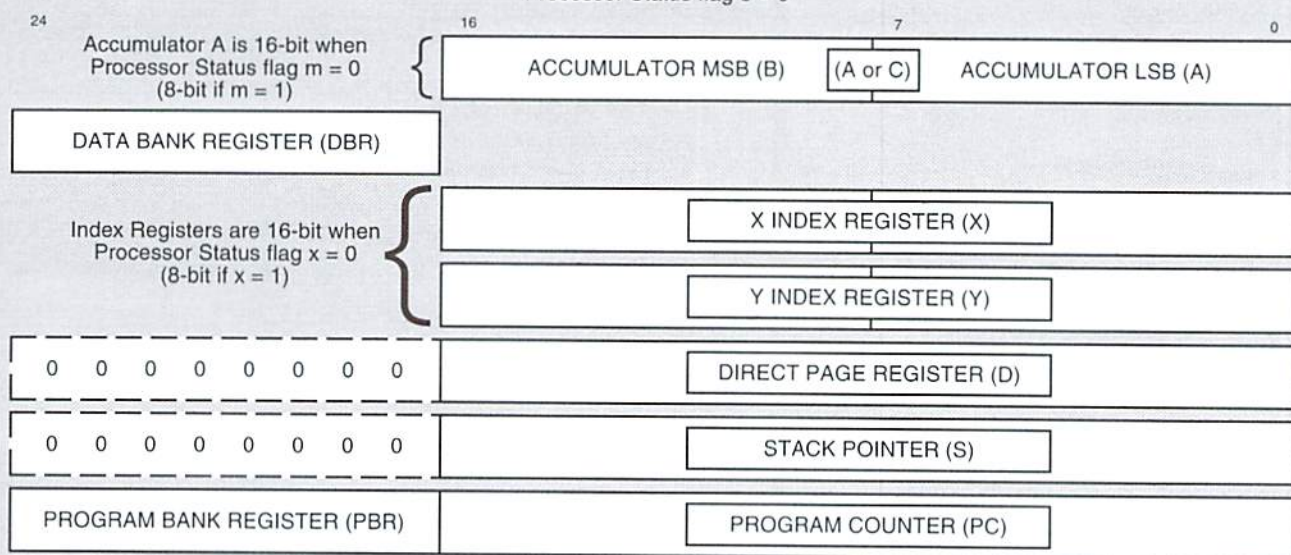 24 16 7 0
Accumulator A is 16-bit when
Processor Status flag m = 0
(8-bit if m = 1)
ACCUMULATOR MSB (B) (A or C) ACCUMULATOR LSB (A)
DATA BANK REGISTER (DBR)
X INDEX REGISTER (X)
Index Registers are 16-bit when
Processor Status flag x = 0
(8-bit if x = 1)
Y INDEX REGISTER (Y)
0 0 0 0 0 0 0 0 DIRECT PAGE REGISTER (D)
0 0 0 0 0 0 0 0 STACK POINTER (S)
PROGRAM BANK REGISTER (PBR) PROGRAM COUNTER (PC)